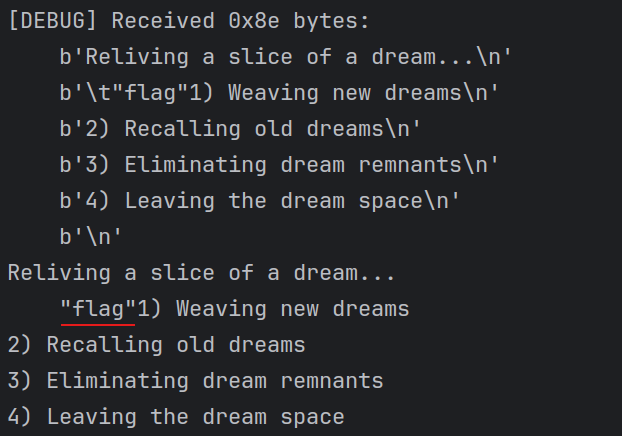 [DEBUG] Received 0x8e bytes:
    b'Reliving a slice of a dream...\n'
    b'\t"flag"1) Weaving new dreams\n'
    b'2) Recalling old dreams\n'
    b'3) Eliminating dream remnants\n'
    b'4) Leaving the dream space\n'
    b'\n'
Reliving a slice of a dream...
    "flag"1) Weaving new dreams
2) Recalling old dreams
3) Eliminating dream remnants
4) Leaving the dream space